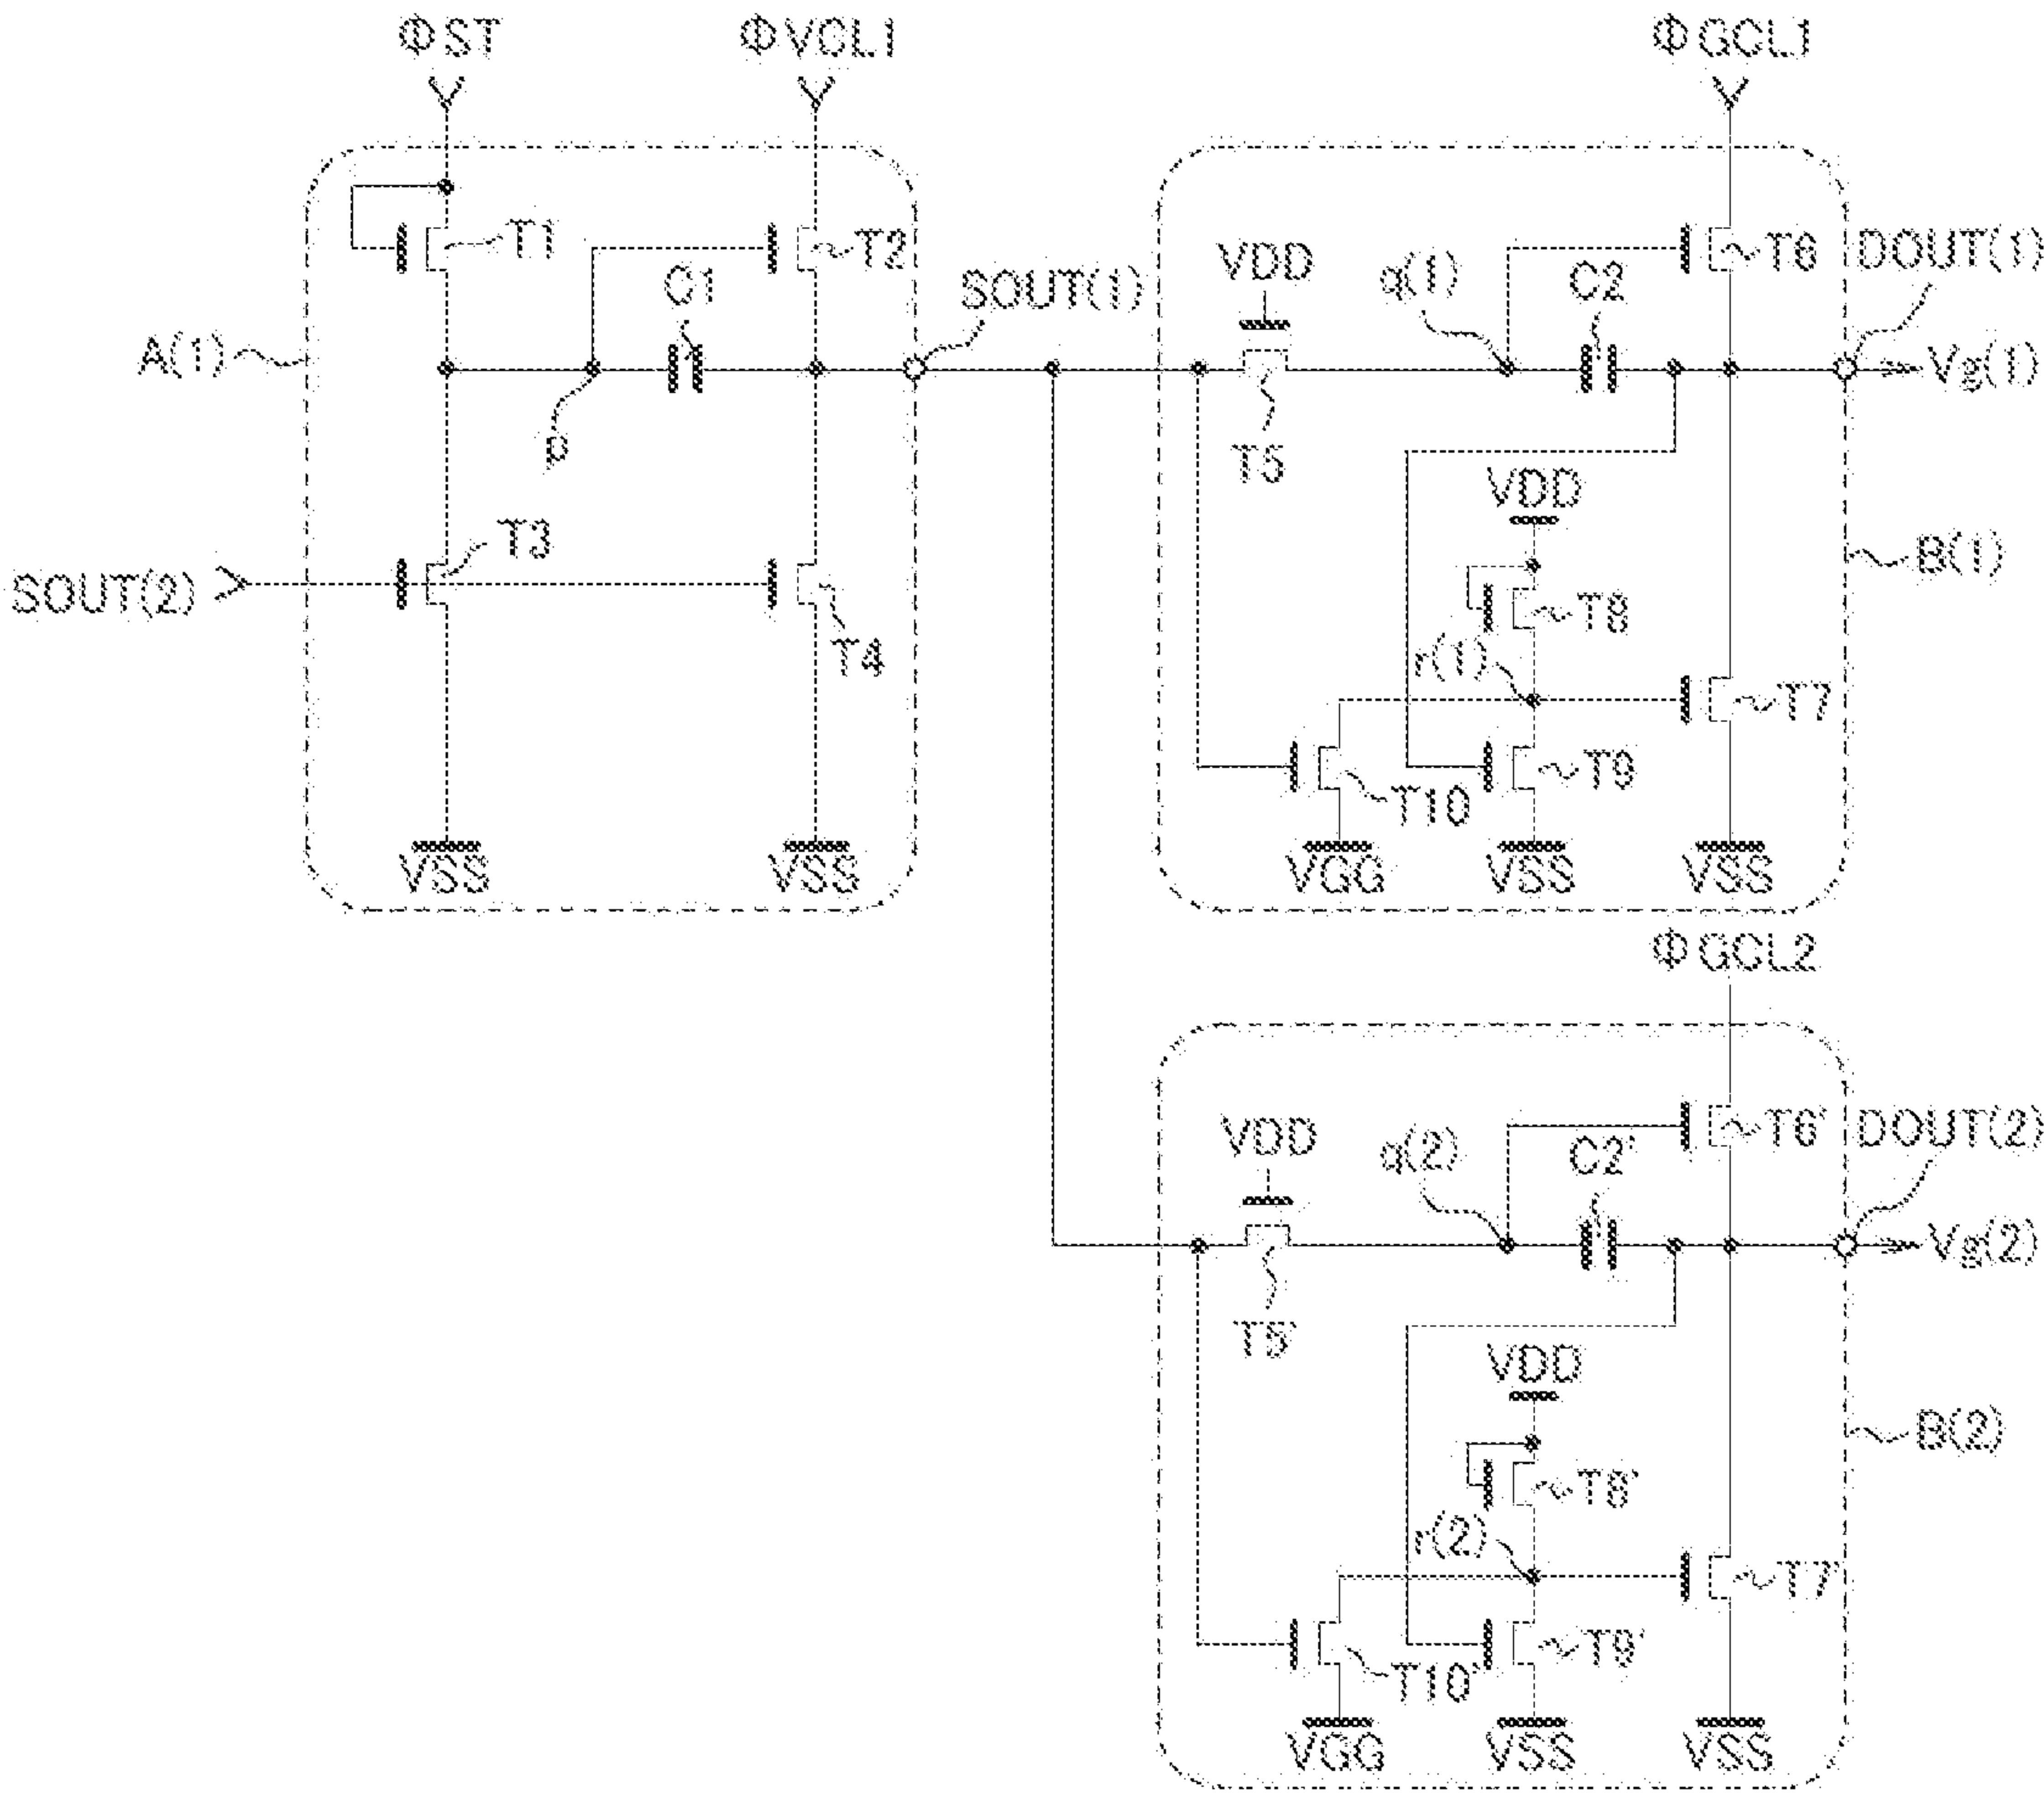 ΦST
ΦVCL1
ΦGCL1
T1
T2
C1
SOUT(1)
A(1)
p
SOUT(2)
T3
T4
VSS
VSS
VDD
q(1)
C2
T6
DOUT(1)
Vg(1)
T5
VDD
T8
B(1)
r(1)
T7
T10
T9
VGG
VSS
VSS
ΦGCL2
VDD
q(2)
C2'
T6'
DOUT(2)
Vg(2)
T5'
VDD
T8'
B(2)
r(2)
T7'
T10'
T9'
VGG
VSS
VSS